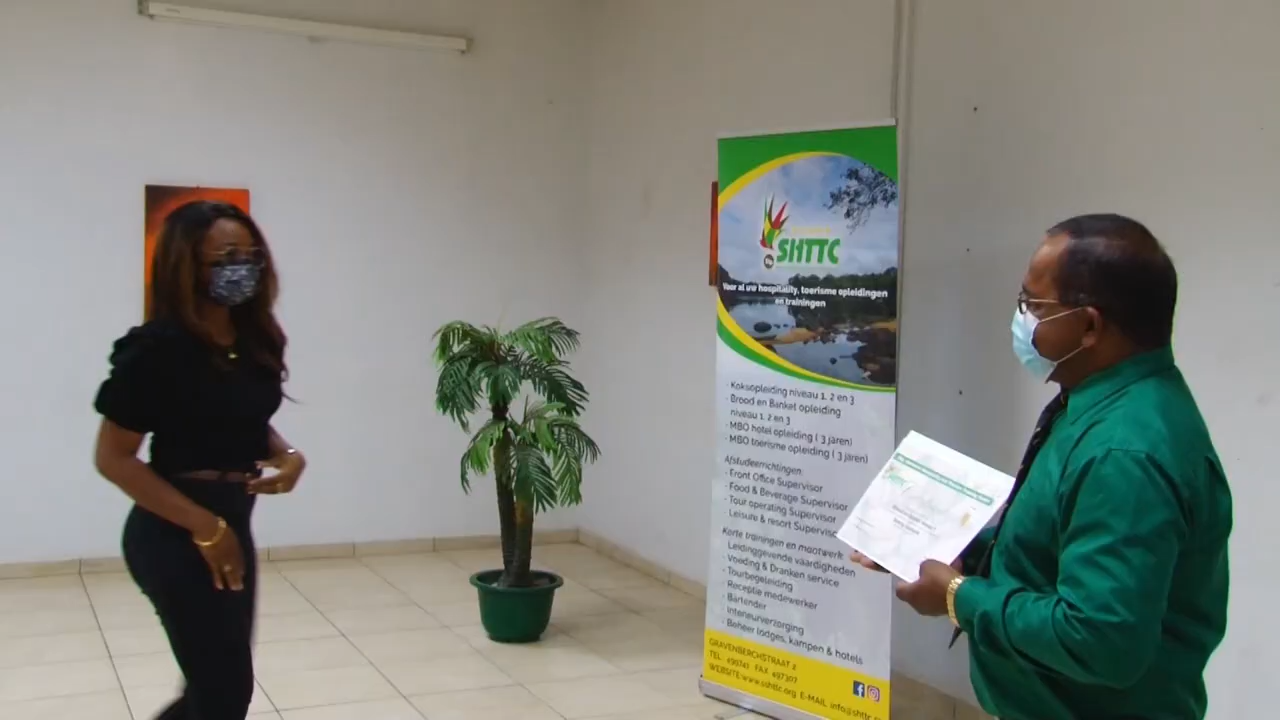 SHTTC
Voor al uw hospitality, toerisme opleidingen
en trainingen
· Koksopleiding niveau 1, 2 en 3
· Brood en Banket opleiding
niveau 1, 2 en 3
· MBO hotel opleiding ( 3 jaren)
· MBO toerisme opleiding ( 3 jaren)
Afstudeerrichtingen:
· Front Office Supervisor
· Food & Beverage Supervisor
· Tour operating Supervisor
· Leisure & resort Supervisor
Korte trainingen en maatwerk:
· Leidinggevende vaardigheden
· Voeding & Dranken service
· Tourbegeleiding
· Receptie medewerker
· Bartender
· Interieurverzorging
· Beheer lodges, kampen & hotels
GRAVENBERCHSTRAAT 2
TEL. 499741 FAX 497307
WEBSITE www.sshttc.org E-MAIL info@shttc